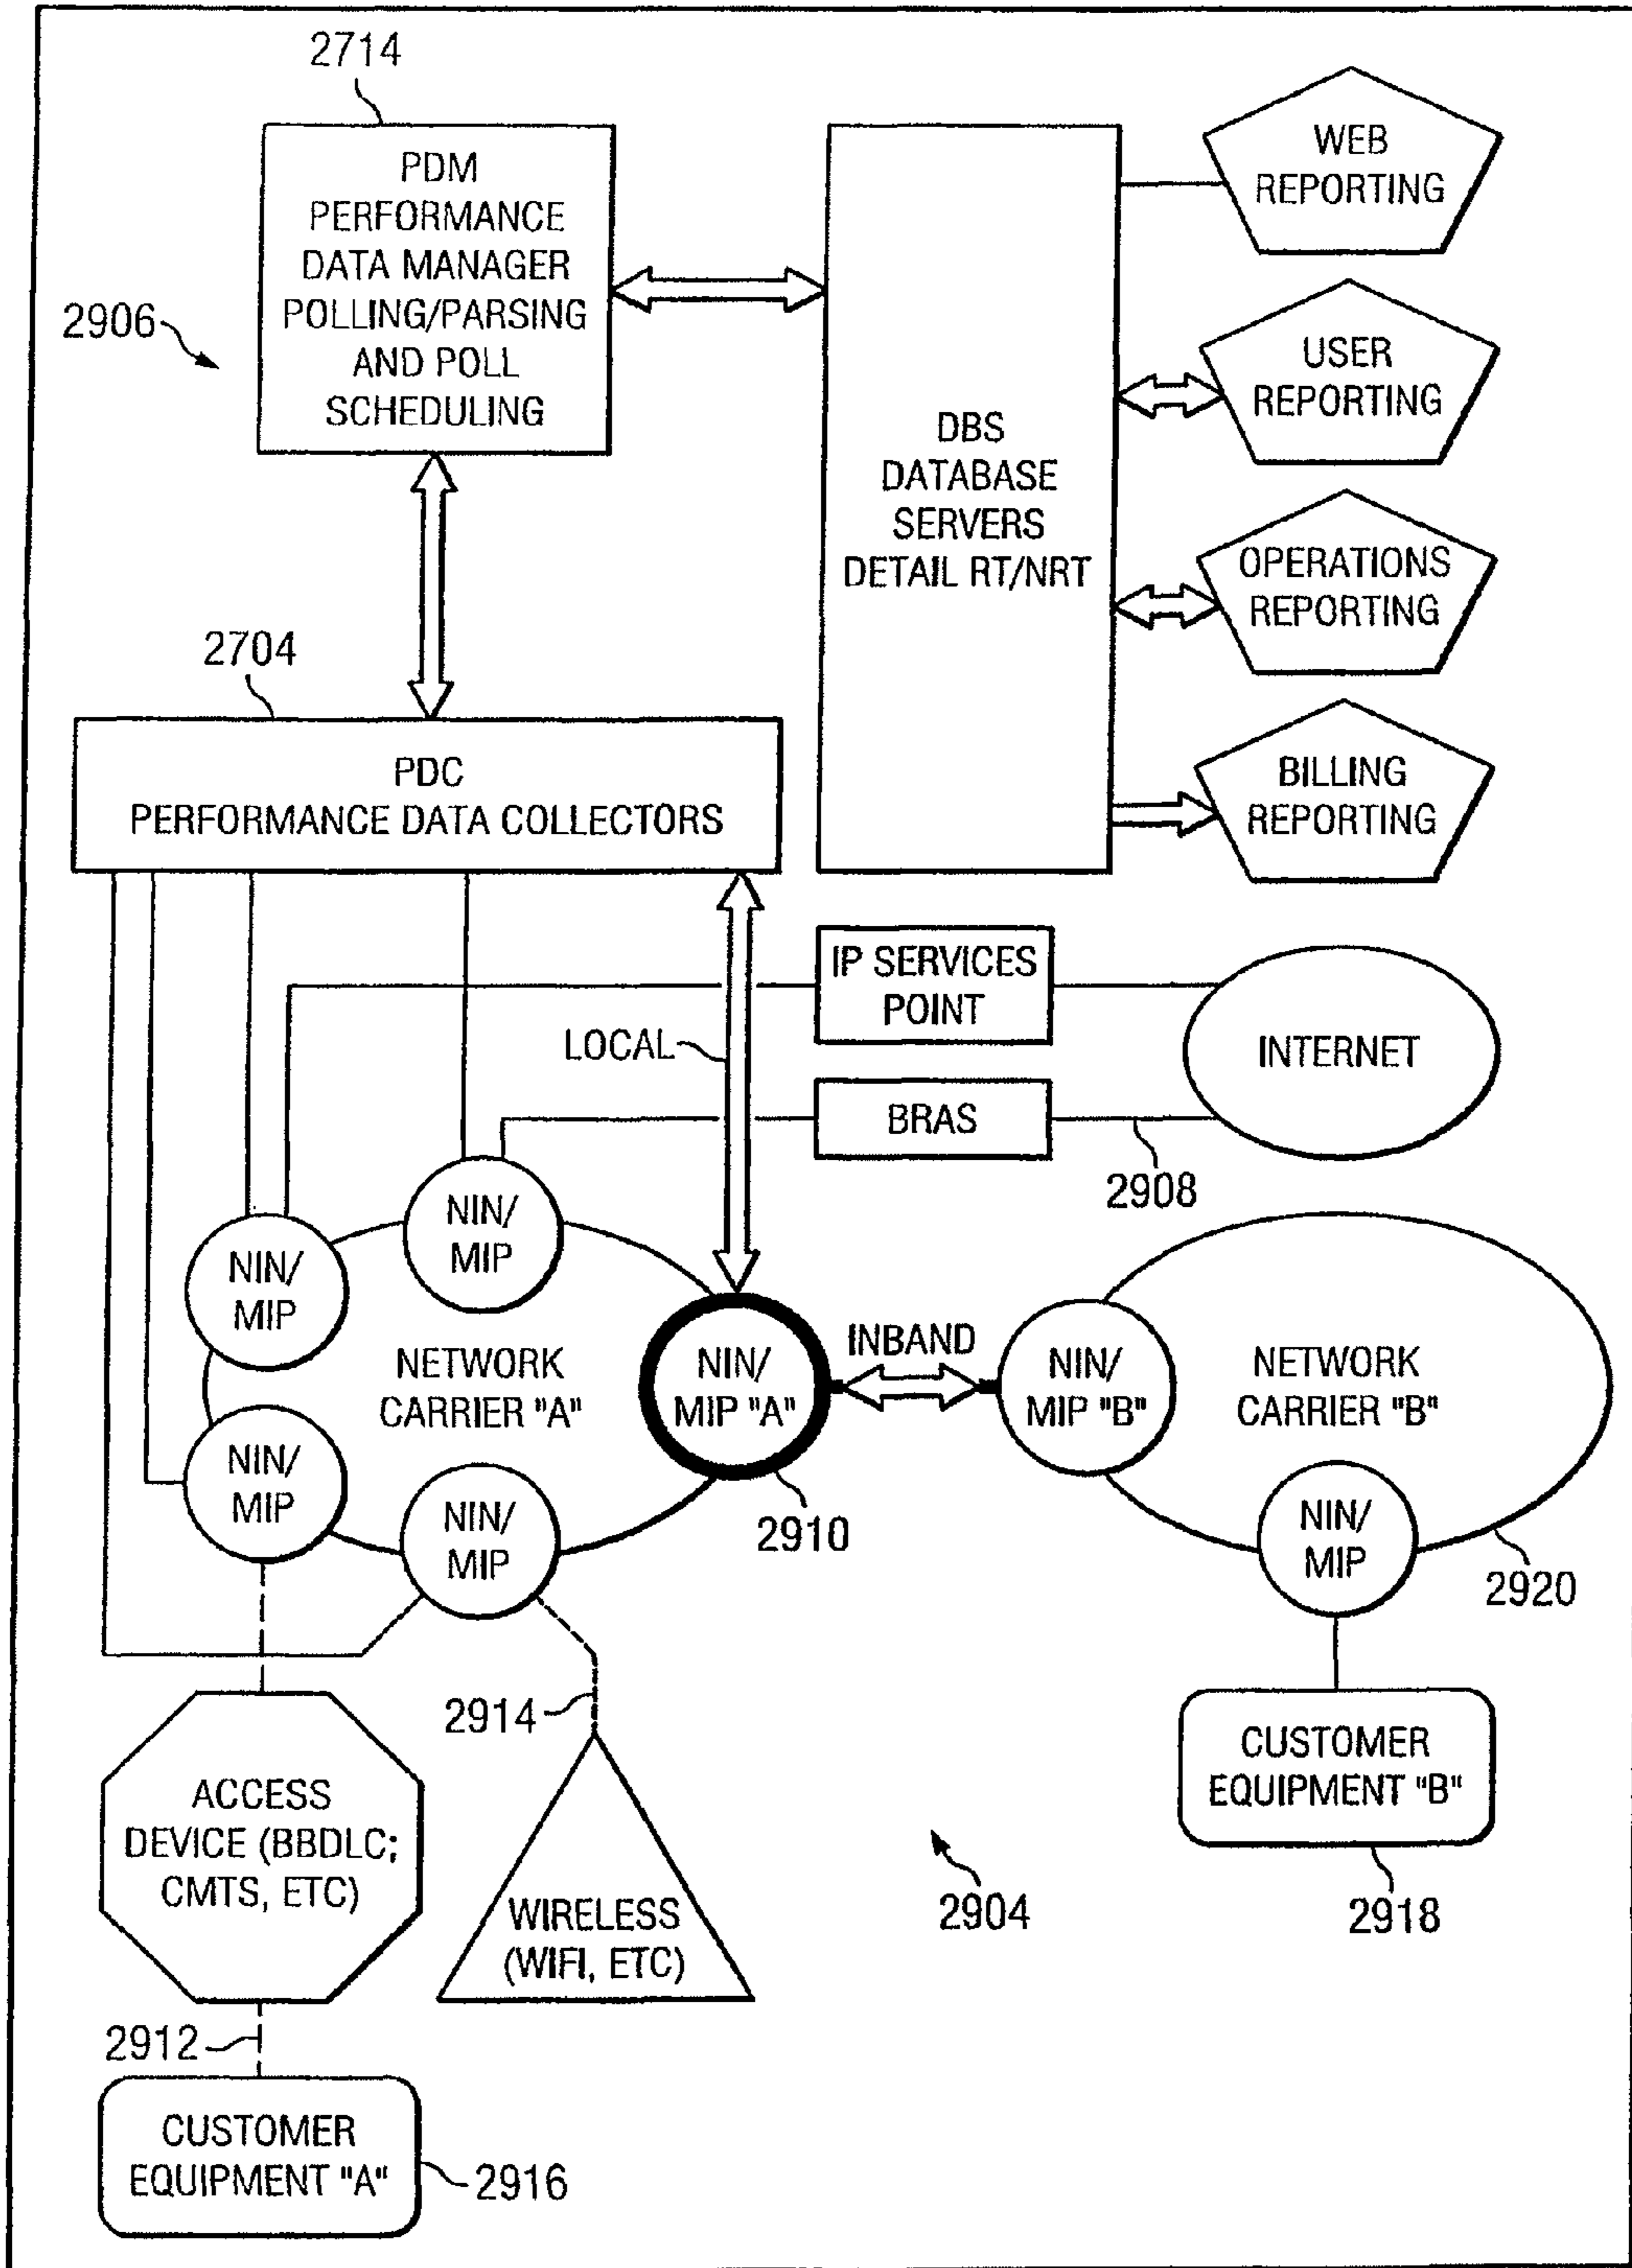 2714
PDM
PERFORMANCE
DATA MANAGER
POLLING/PARSING
AND POLL
SCHEDULING
2906
DBS
DATABASE
SERVERS
DETAIL RT/NRT
WEB
REPORTING
USER
REPORTING
OPERATIONS
REPORTING
BILLING
REPORTING
2704
PDC
PERFORMANCE DATA COLLECTORS
IP SERVICES
POINT
LOCAL
INTERNET
BRAS
2908
NIN/
MIP
NIN/
MIP
NETWORK
CARRIER "A"
NIN/
MIP "A"
INBAND
NIN/
MIP "B"
NETWORK
CARRIER "B"
NIN/
MIP
NIN/
MIP
2910
NIN/
MIP
2920
2914
ACCESS
DEVICE (BBDLC;
CMTS, ETC)
WIRELESS
(WIFI, ETC)
2904
CUSTOMER
EQUIPMENT "B"
2918
2912
CUSTOMER
EQUIPMENT "A"
2916